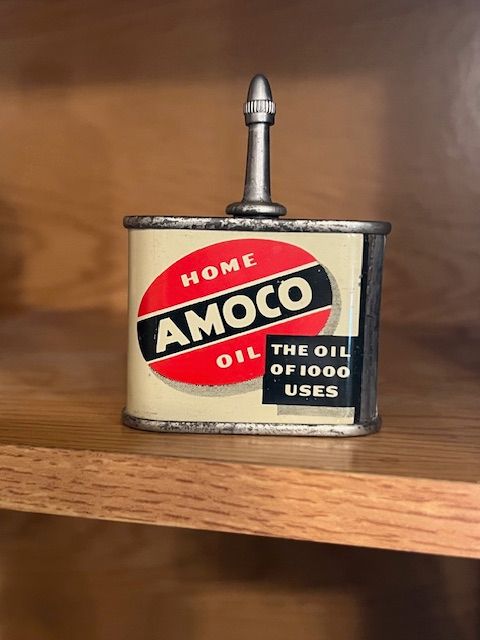 HOME
AMOCO
OIL
THE OIL
OF 1000
USES